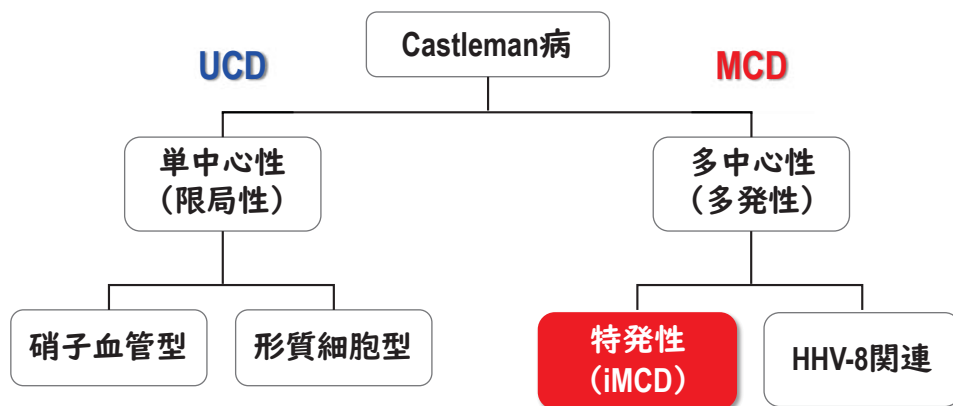 Castleman病
UCD
MCD
単中心性
（限局性）
多中心性
（多発性）
硝子血管型
形質細胞型
特発性
（iMCD）
HHV-8関連